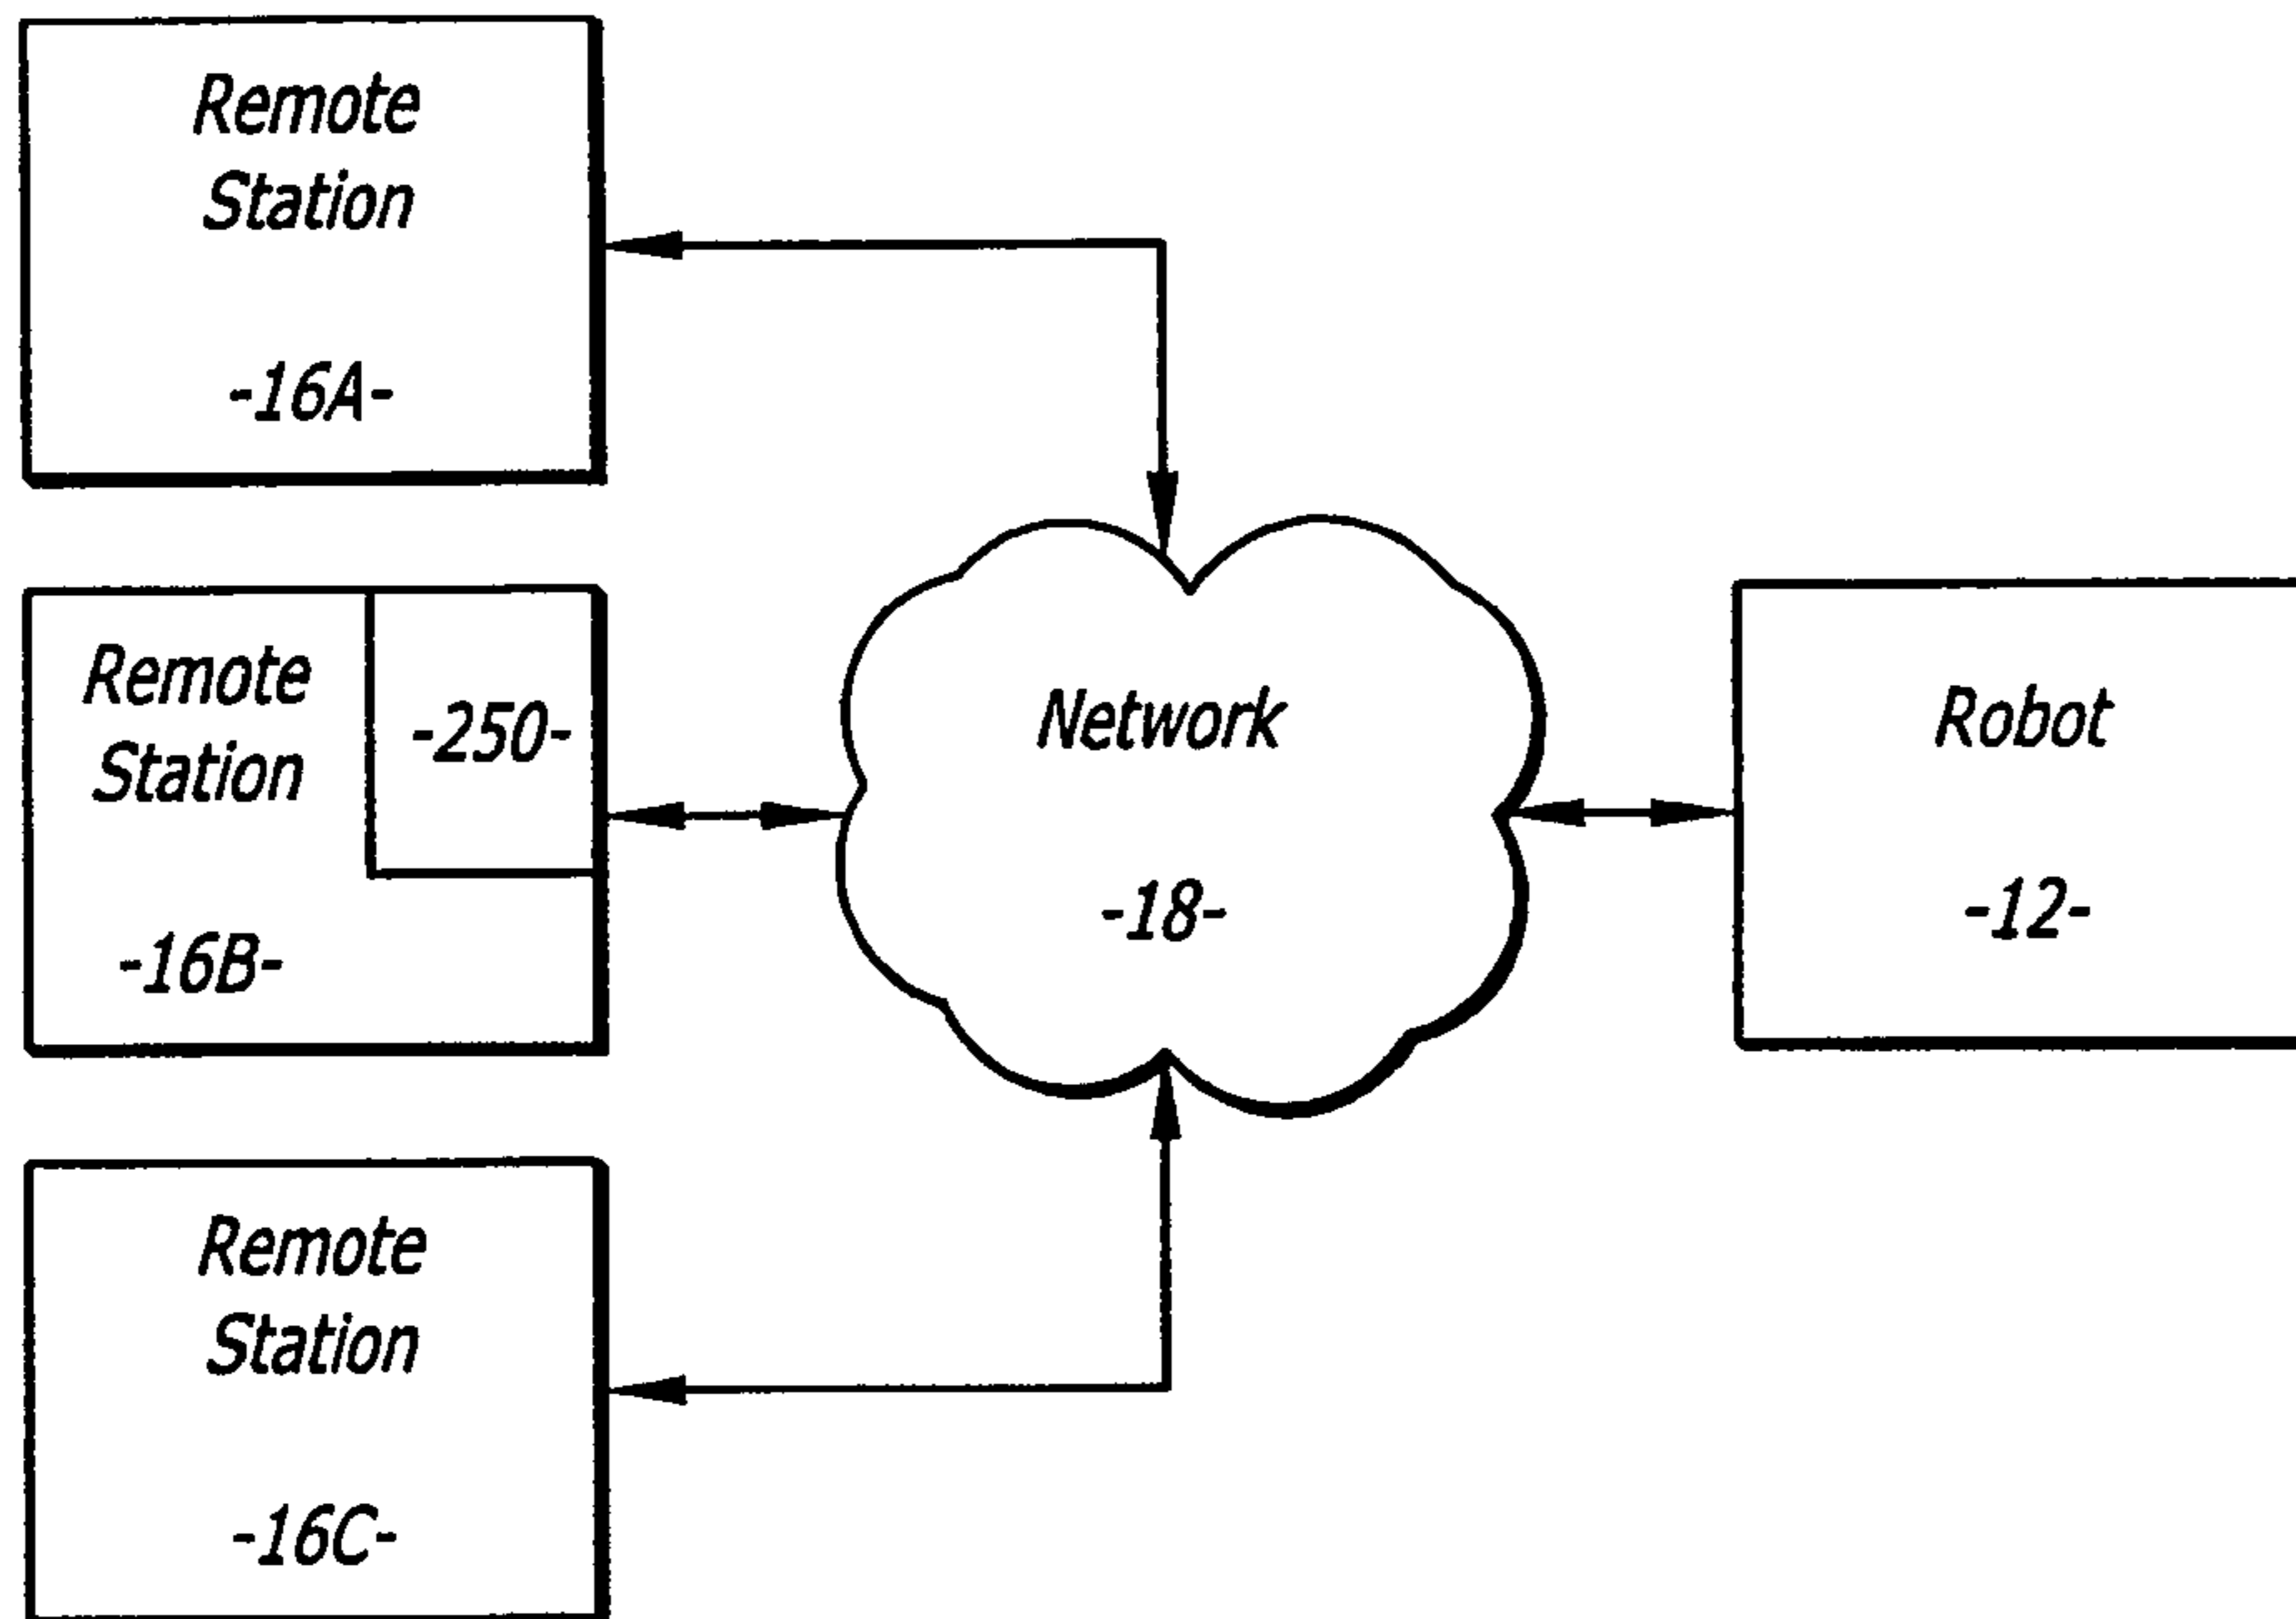 Remote
Station
-16A-
Remote
Station
-250-
-16B-
Network
-18-
Robot
-12-
Remote
Station
-16C-